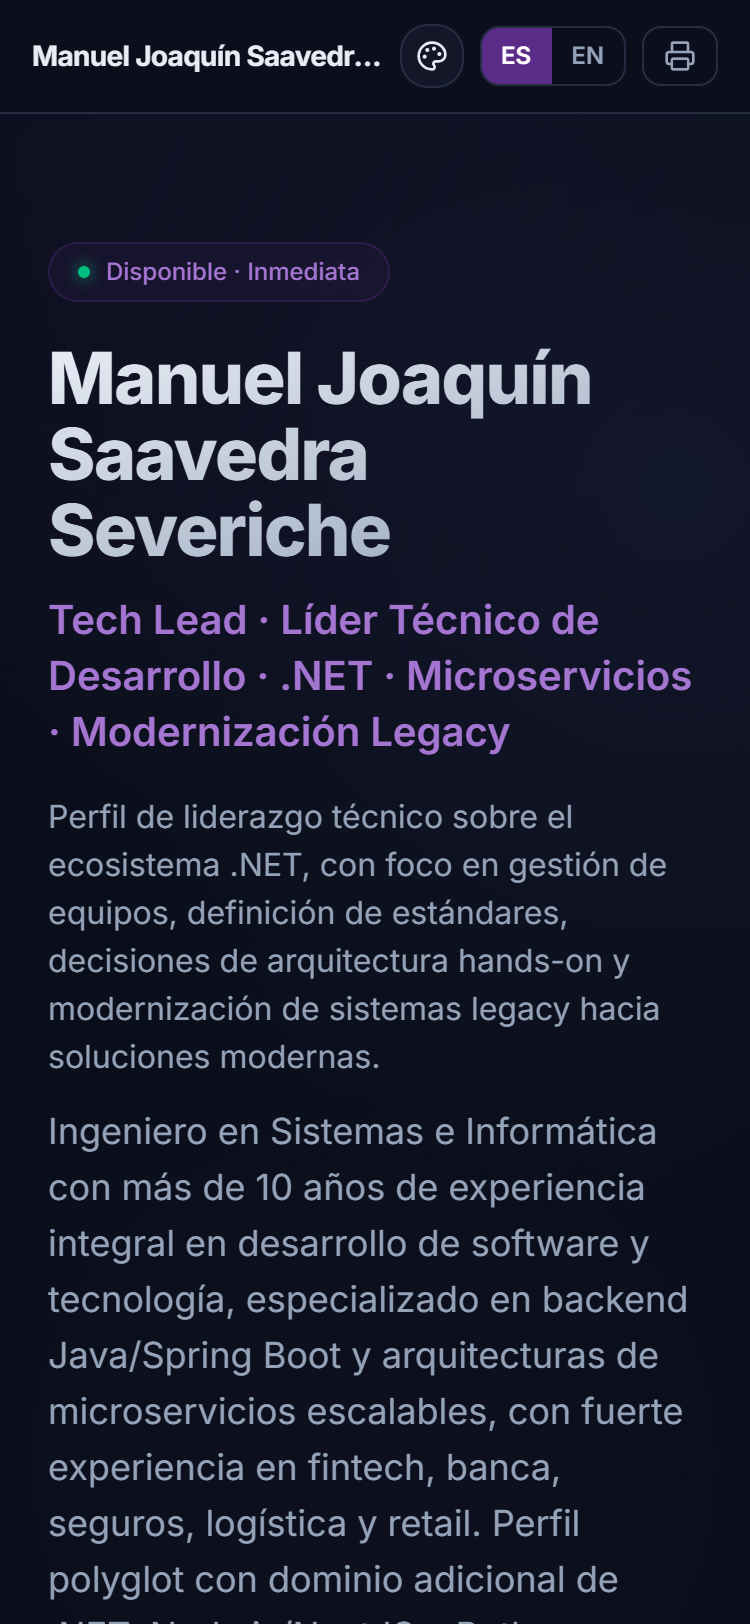 Manuel Joaquín Saavedr...
ES
EN
Disponible · Inmediata
Manuel Joaquín
Saavedra
Severiche
Tech Lead · Líder Técnico de
Desarrollo · .NET · Microservicios
· Modernización Legacy
Perfil de liderazgo técnico sobre el
ecosistema .NET, con foco en gestión de
equipos, definición de estándares,
decisiones de arquitectura hands-on y
modernización de sistemas legacy hacia
soluciones modernas.
Ingeniero en Sistemas e Informática
con más de 10 años de experiencia
integral en desarrollo de software y
tecnología, especializado en backend
Java/Spring Boot y arquitecturas de
microservicios escalables, con fuerte
experiencia en fintech, banca,
seguros, logística y retail. Perfil
polyglot con dominio adicional de